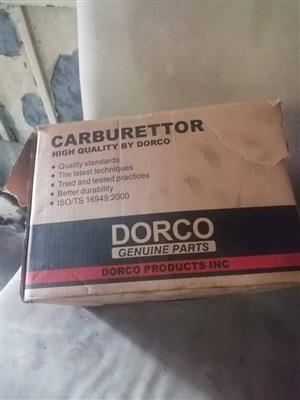 CARBURETTOR
HIGH QUALITY BY DORCO
• Quality standards
• The latest techniques
• Tried and tested practices
• Better durability
• ISO/TS 16949:2000
DORCO
GENUINE PARTS
DORCO PRODUCTS INC